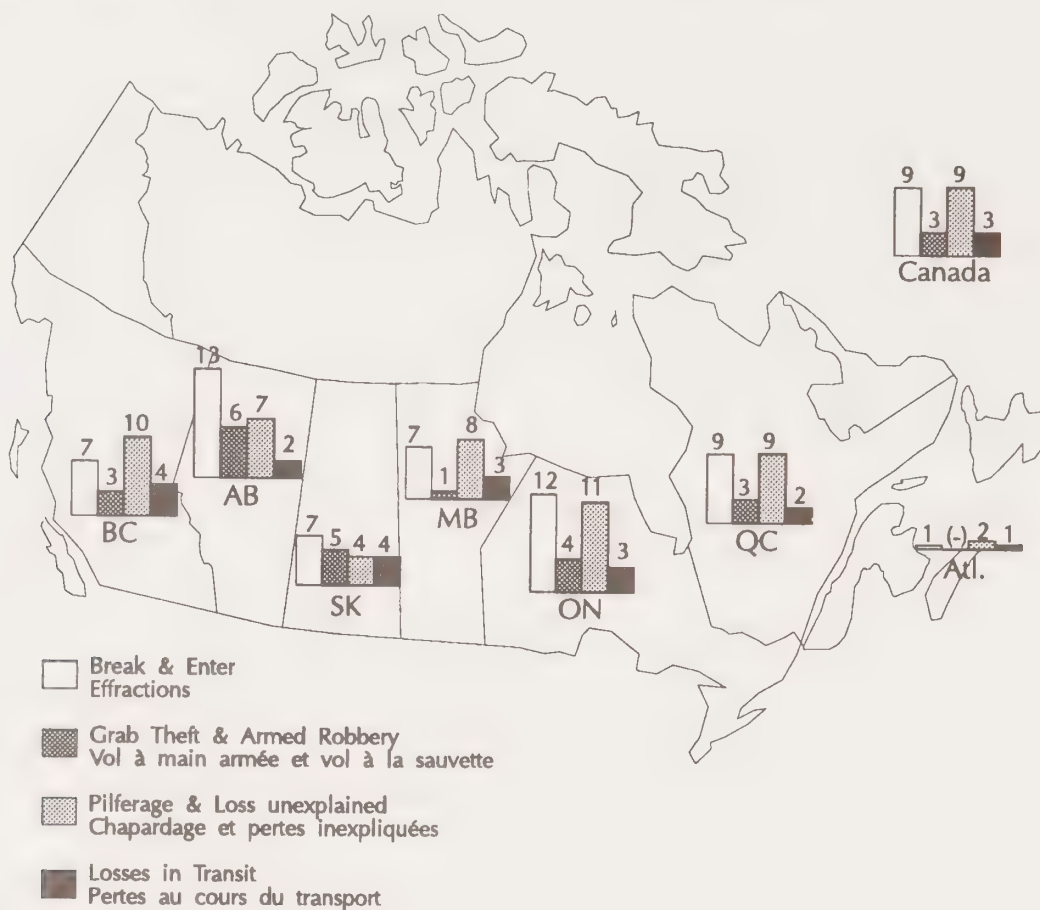 9 3 9 3
Canada
13 6 7 2
AB
7 3 10 4
BC
7 1 8 3
MB
7 5 4 4
SK
12 4 11 3
ON
9 3 9 2
QC
1 (-) 2 1
Atl.
Break & Enter
Effractions
Grab Theft & Armed Robbery
Vol à main armée et vol à la sauvette
Pilferage & Loss unexplained
Chapardage et pertes inexpliquées
Losses in Transit
Pertes au cours du transport